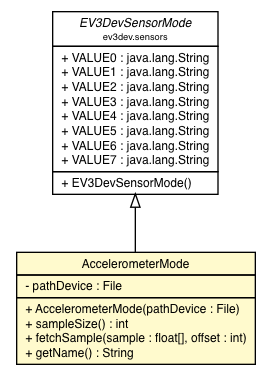 EV3DevSensorMode
ev3dev.sensors
+ VALUE0 : java.lang.String
+ VALUE1 : java.lang.String
+ VALUE2 : java.lang.String
+ VALUE3 : java.lang.String
+ VALUE4 : java.lang.String
+ VALUE5 : java.lang.String
+ VALUE6 : java.lang.String
+ VALUE7 : java.lang.String
+ EV3DevSensorMode()
AccelerometerMode
- pathDevice : File
+ AccelerometerMode(pathDevice : File)
+ sampleSize() : int
+ fetchSample(sample : float[], offset : int)
+ getName() : String